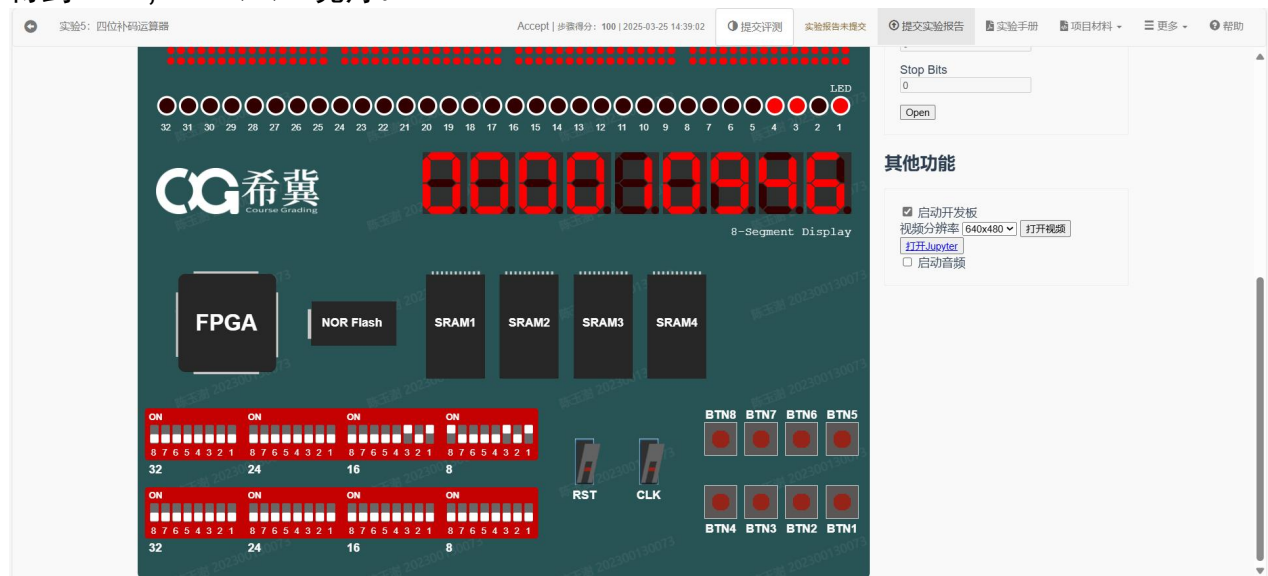 实验5：四位补码运算器
Accept | 步骤得分：100 | 2025-03-25 14:39:02
提交评测
实验报告未提交
提交实验报告
实验手册
项目材料
更多
帮助
LED
32 31 30 29 28 27 26 25 24 23 22 21 20 19 18 17 16 15 14 13 12 11 10 9 8 7 6 5 4 3 2 1
CG希冀
Course Grading
8-Segment Display
FPGA
NOR Flash
SRAM1
SRAM2
SRAM3
SRAM4
ON ON ON ON
8 7 6 5 4 3 2 1 8 7 6 5 4 3 2 1 8 7 6 5 4 3 2 1 8 7 6 5 4 3 2 1
32 24 16 8
ON ON ON ON
8 7 6 5 4 3 2 1 8 7 6 5 4 3 2 1 8 7 6 5 4 3 2 1 8 7 6 5 4 3 2 1
32 24 16 8
RST CLK
BTN8 BTN7 BTN6 BTN5
BTN4 BTN3 BTN2 BTN1
Stop Bits
0
Open
其他功能
启动开发板
视频分辨率 640x480 打开视频
打开Jupyter
启动音频